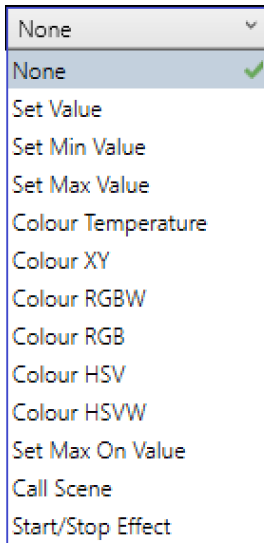 None
None
Set Value
Set Min Value
Set Max Value
Colour Temperature
Colour XY
Colour RGBW
Colour RGB
Colour HSV
Colour HSVW
Set Max On Value
Call Scene
Start/Stop Effect